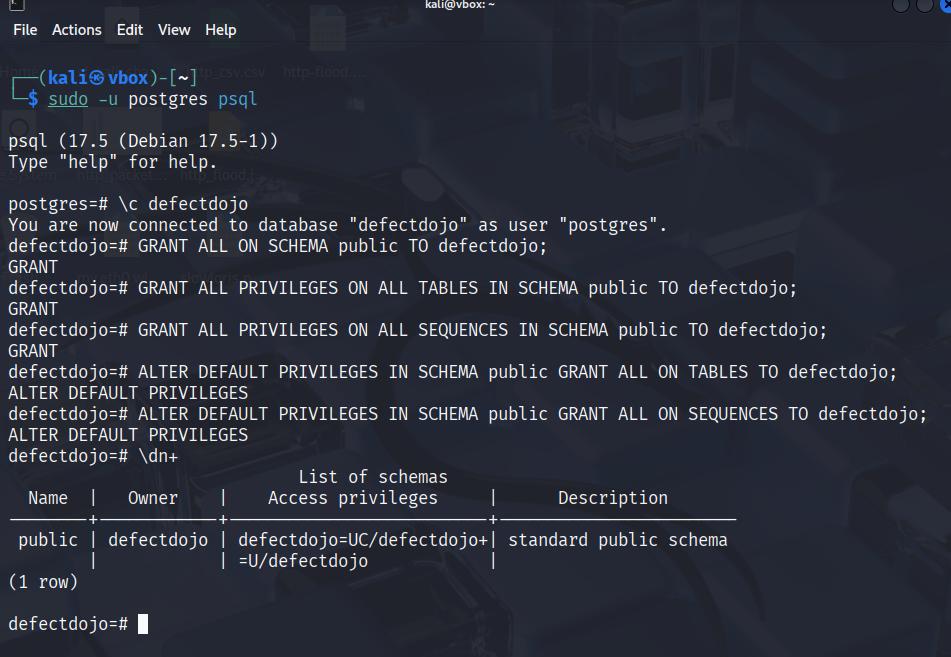 kali@vbox: ~
File Actions Edit View Help
┌──(kali㉿vbox)-[~]
└─$ sudo -u postgres psql
psql (17.5 (Debian 17.5-1))
Type "help" for help.
postgres=# \c defectdojo
You are now connected to database "defectdojo" as user "postgres".
defectdojo=# GRANT ALL ON SCHEMA public TO defectdojo;
GRANT
defectdojo=# GRANT ALL PRIVILEGES ON ALL TABLES IN SCHEMA public TO defectdojo;
GRANT
defectdojo=# GRANT ALL PRIVILEGES ON ALL SEQUENCES IN SCHEMA public TO defectdojo;
GRANT
defectdojo=# ALTER DEFAULT PRIVILEGES IN SCHEMA public GRANT ALL ON TABLES TO defectdojo;
ALTER DEFAULT PRIVILEGES
defectdojo=# ALTER DEFAULT PRIVILEGES IN SCHEMA public GRANT ALL ON SEQUENCES TO defectdojo;
ALTER DEFAULT PRIVILEGES
defectdojo=# \dn+
List of schemas
Name | Owner | Access privileges | Description
--------+------------+--------------------------+------------------------
public | defectdojo | defectdojo=UC/defectdojo+| standard public schema
| | =U/defectdojo |
(1 row)
defectdojo=#